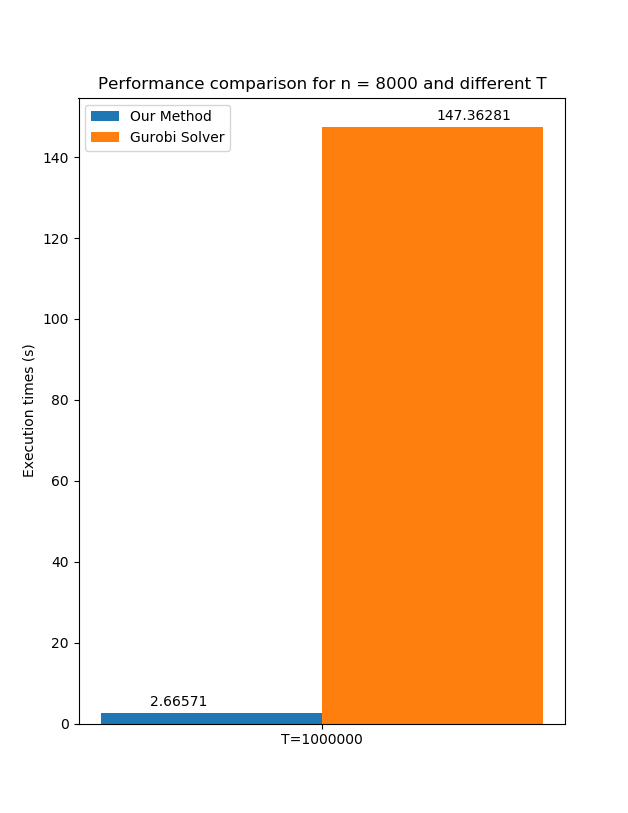 Performance comparison for n = 8000 and different T
Our Method
Gurobi Solver
147.36281
2.66571
140
120
100
80
60
40
20
0
Execution times (s)
T=1000000